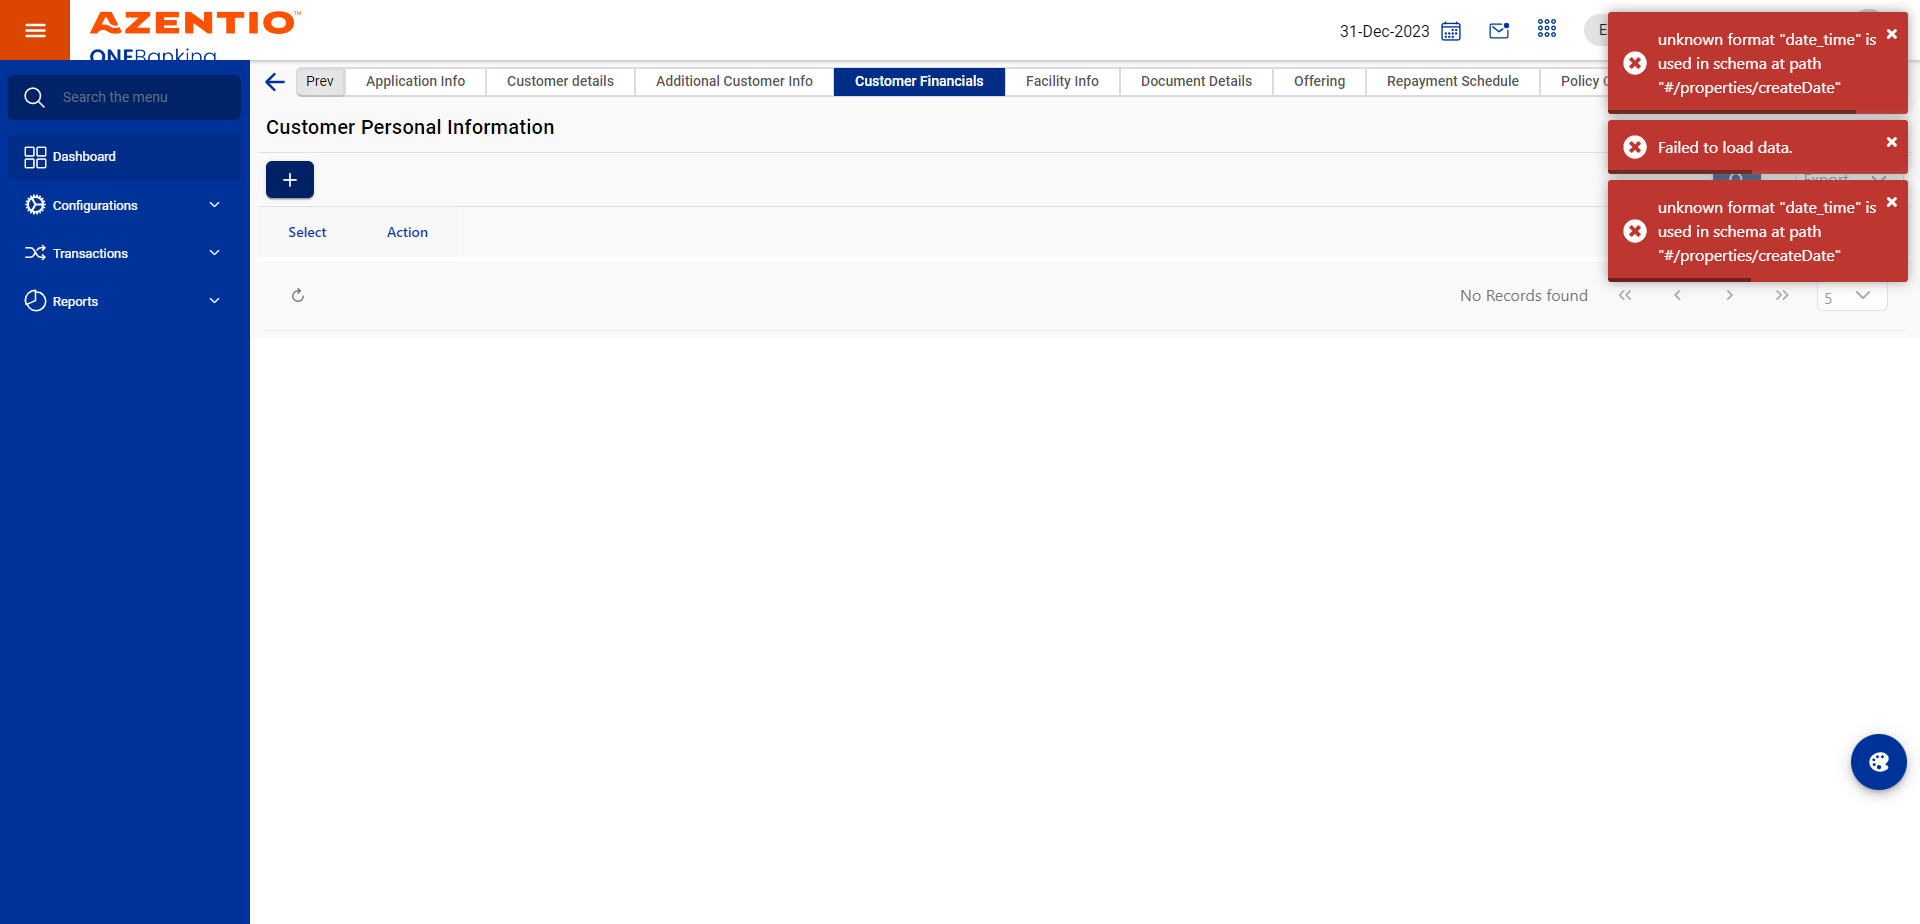 AZENTIO™
ONEBanking
31-Dec-2023
E
Search the menu
Dashboard
Configurations
Transactions
Reports
Prev
Application Info
Customer details
Additional Customer Info
Customer Financials
Facility Info
Document Details
Offering
Repayment Schedule
Policy
Customer Personal Information
Export
Select
Action
No Records found
5
unknown format "date_time" is
used in schema at path
"#/properties/createDate"
Failed to load data.
unknown format "date_time" is
used in schema at path
"#/properties/createDate"